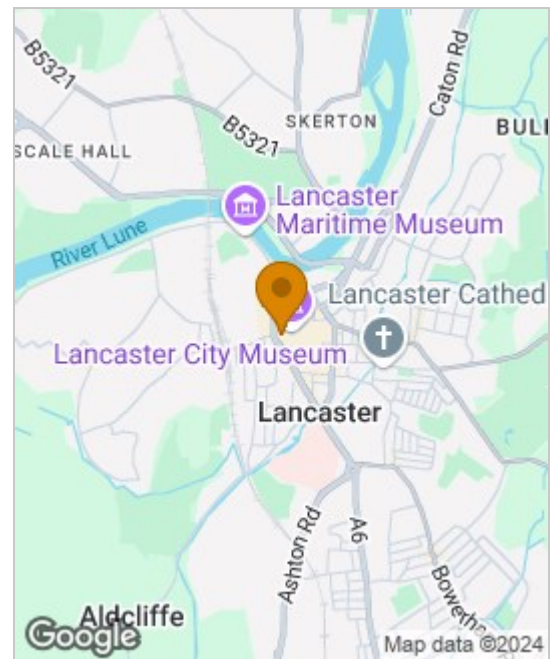 B5321
B5321
SKERTON
Caton Rd
BULI
SCALE HALL
Lancaster
Maritime Museum
River Lune
Lancaster Cathed
Lancaster City Museum
Lancaster
Ashton Rd
A6
Bowerha
Aldcliffe
Google
Map data ©2024